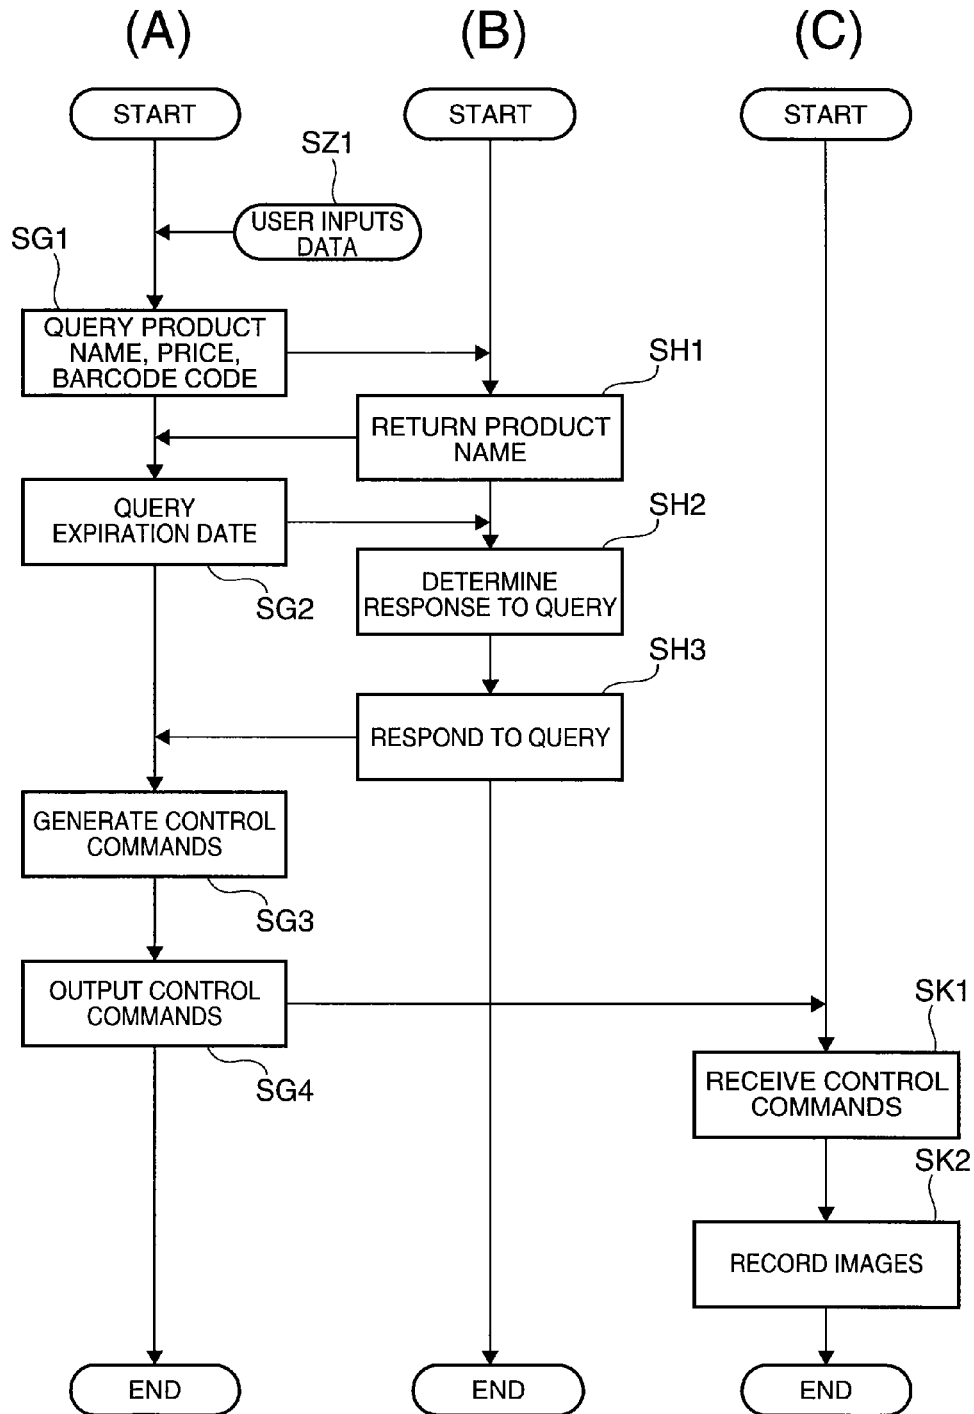 (A)
(B)
(C)
START
START
START
SZ1
USER INPUTS
DATA
SG1
QUERY PRODUCT
NAME, PRICE,
BARCODE CODE
SH1
RETURN PRODUCT
NAME
QUERY
EXPIRATION DATE
SG2
SH2
DETERMINE
RESPONSE TO QUERY
SH3
RESPOND TO QUERY
GENERATE CONTROL
COMMANDS
SG3
OUTPUT CONTROL
COMMANDS
SG4
SK1
RECEIVE CONTROL
COMMANDS
SK2
RECORD IMAGES
END
END
END